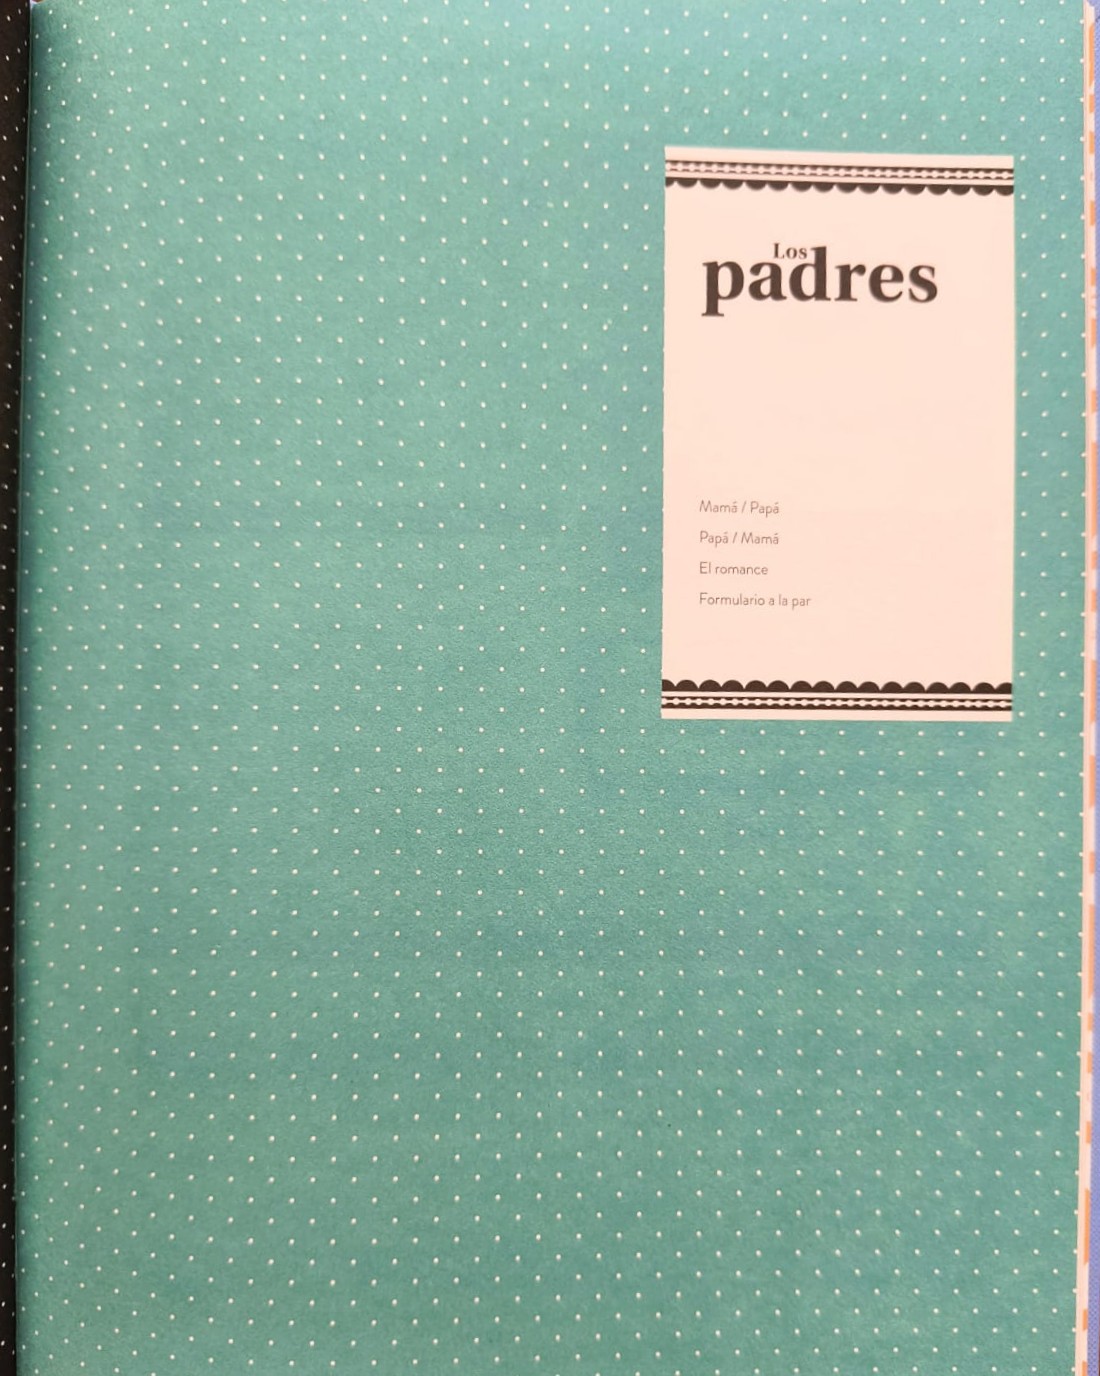 Los
padres
Mamá / Papá
Papá / Mamá
El romance
Formulario a la par